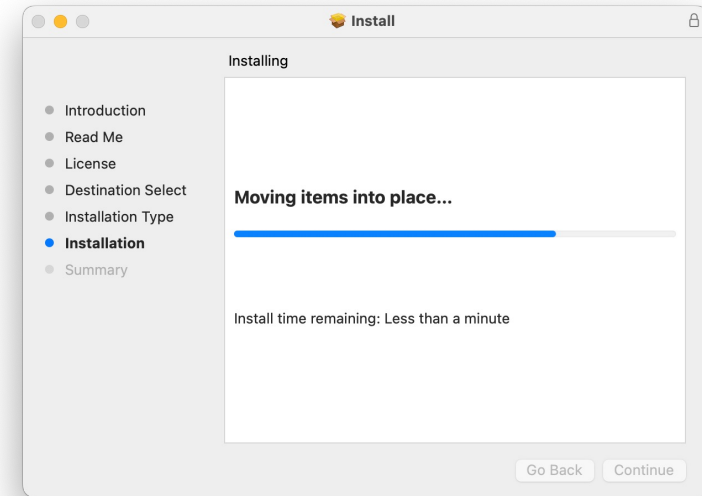 Install
Installing
Introduction
Read Me
License
Destination Select
Installation Type
Installation
Summary
Moving items into place...
Install time remaining: Less than a minute
Go Back
Continue